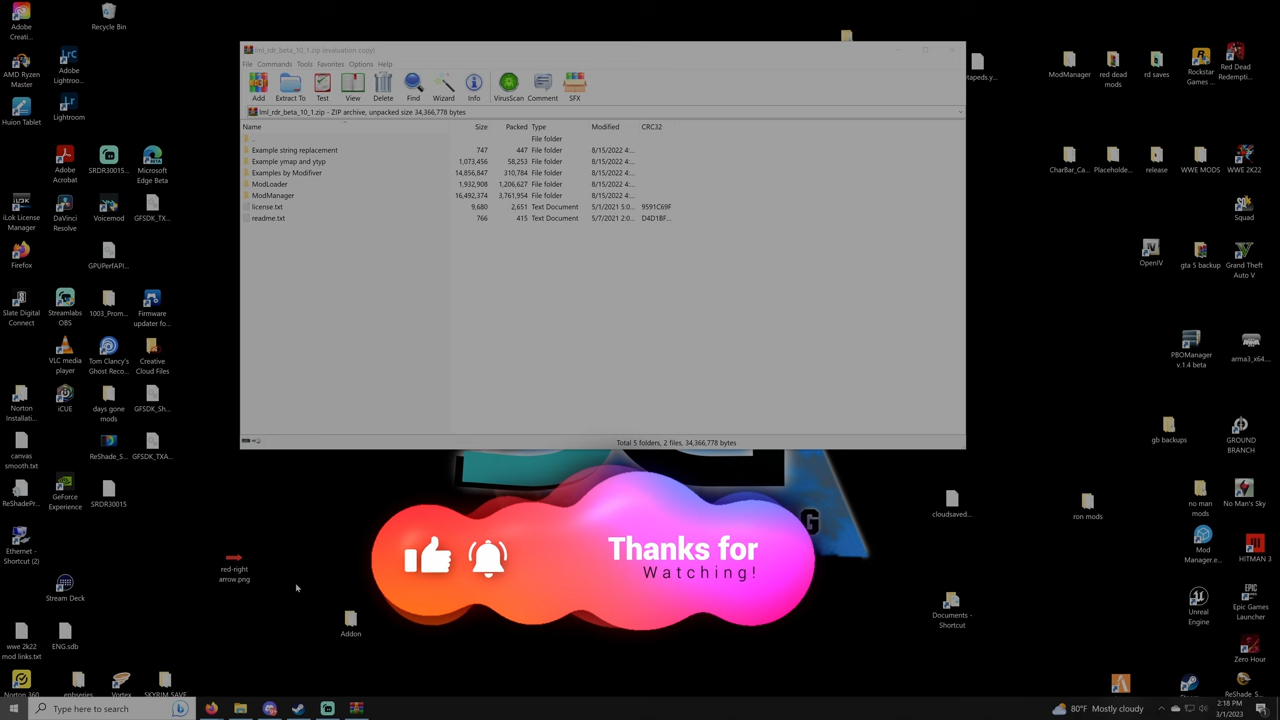 Adobe
Creati...
Recycle Bin
AMD Ryzen
Master
Adobe
Lightroo...
Huion Tablet
Lightroom
Adobe
Acrobat
SRDR30015...
Microsoft
Edge Beta
iLok License
Manager
DaVinci
Resolve
Voicemod
GFSDK_TX...
Firefox
GPUPerfAPI...
Slate Digital
Connect
Streamlabs
OBS
1003_Prom...
Firmware
updater fo...
VLC media
player
Tom Clancy's
Ghost Reco...
Creative
Cloud Files
Norton
Installati...
iCUE
days gone
mods
GFSDK_Sh...
canvas
smooth.txt
ReShade_S...
GFSDK_TXA...
ReShadePr...
GeForce
Experience
SRDR30015
Ethernet -
Shortcut (2)
Stream Deck
wwe 2k22
mod links.txt
ENG.sdb
Norton 360
enbseries
Vortex
SKYRIM SAVE
red-right
arrow.png
Addon
lml_rdr_beta_10_1.zip (evaluation copy)
File Commands Tools Favorites Options Help
Add Extract To Test View Delete Find Wizard Info VirusScan Comment SFX
lml_rdr_beta_10_1.zip - ZIP archive, unpacked size 34,366,778 bytes
Name Size Packed Type Modified CRC32
.. File folder
Example string replacement 747 447 File folder 8/15/2022 4:...
Example ymap and ytyp 1,073,456 58,253 File folder 8/15/2022 4:...
Examples by Modifiver 14,856,847 310,784 File folder 8/15/2022 4:...
ModLoader 1,932,908 1,206,627 File folder 8/15/2022 4:...
ModManager 16,492,374 3,761,954 File folder 8/15/2022 4:...
license.txt 9,680 2,651 Text Document 5/1/2021 5:0... 9591C69F
readme.txt 766 415 Text Document 5/7/2021 2:0... D4D1BF...
Total 5 folders, 2 files, 34,366,778 bytes
Thanks for
Watching!
G
tapeds.y...
ModManager
red dead
mods
rd saves
Rockstar
Games ...
Red Dead
Redempti...
CharBar_Ca...
Placeholde...
release
WWE MODS
WWE 2K22
Squad
OpenIV
gta 5 backup
Grand Theft
Auto V
PBOManager
v.1.4 beta
arma3_x64...
gb backups
GROUND
BRANCH
cloudsaved...
ron mods
no man
mods
No Man's Sky
Mod
Manager.e...
HITMAN 3
Documents -
Shortcut
Unreal
Engine
Epic Games
Launcher
Zero Hour
Steam
ReShade_S...
Type here to search
80°F Mostly cloudy
2:18 PM
3/1/2023
1